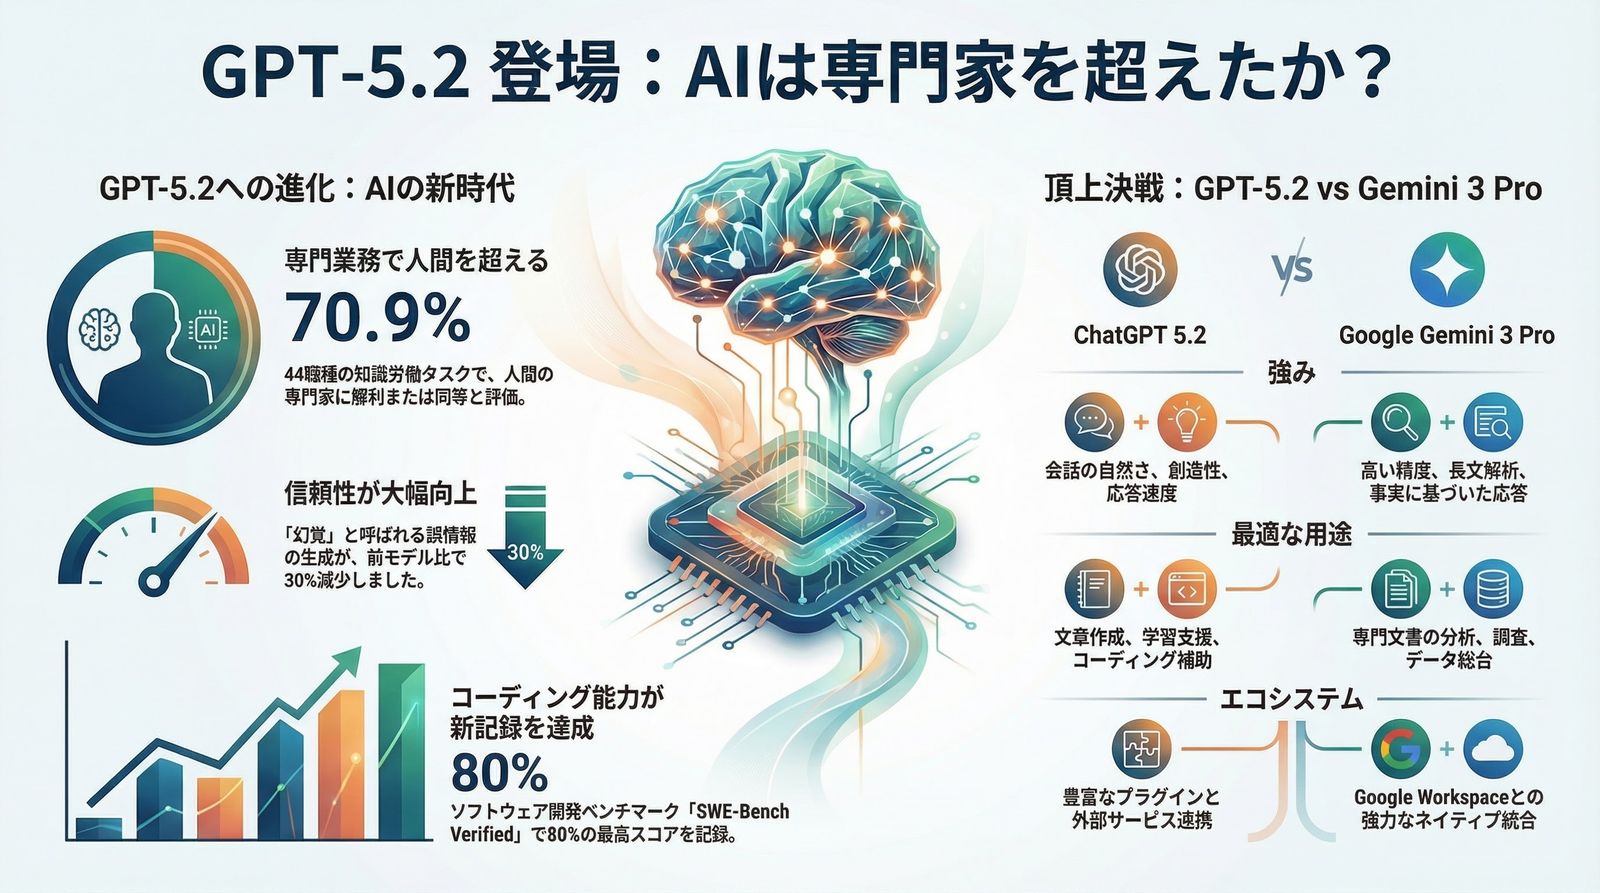 GPT-5.2 登場：AIは専門家を超えたか？
GPT-5.2への進化：AIの新時代
AI
専門業務で人間を超える
70.9%
44職種の知識労働タスクで、人間の
専門家に解利または同等と評価。
信頼性が大幅向上
「幻覚」と呼ばれる誤情報
の生成が、前モデル比で
30%減少しました。
30%
コーディング能力が
新記録を達成
80%
ソフトウェア開発ベンチマーク「SWE-Bench
Verified」で80%の最高スコアを記録。
頂上決戦：GPT-5.2 vs Gemini 3 Pro
VS
ChatGPT 5.2
Google Gemini 3 Pro
強み
会話の自然さ、創造性、
応答速度
高い精度、長文解析、
事実に基づいた応答
最適な用途
文章作成、学習支援、
コーディング補助
専門文書の分析、調査、
データ総台
エコシステム
豊富なプラグインと
外部サービス連携
G
Google Workspaceとの
強力なネイティブ統合